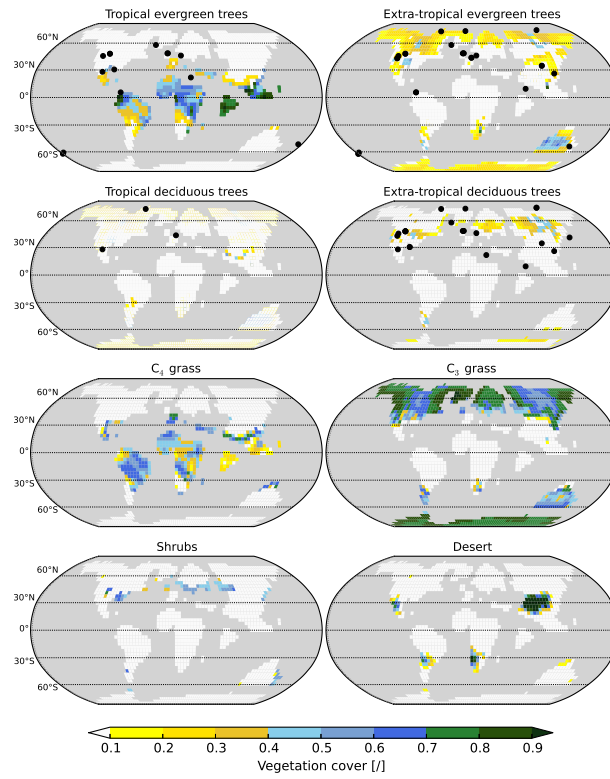 Tropical evergreen trees
Extra-tropical evergreen trees
60°N
30°N
0°
30°S
60°S
Tropical deciduous trees
Extra-tropical deciduous trees
60°N
30°N
0°
30°S
60°S
C₄ grass
C₃ grass
60°N
30°N
0°
30°S
60°S
Shrubs
Desert
60°N
30°N
0°
30°S
60°S
0.1 0.2 0.3 0.4 0.5 0.6 0.7 0.8 0.9
Vegetation cover [/]